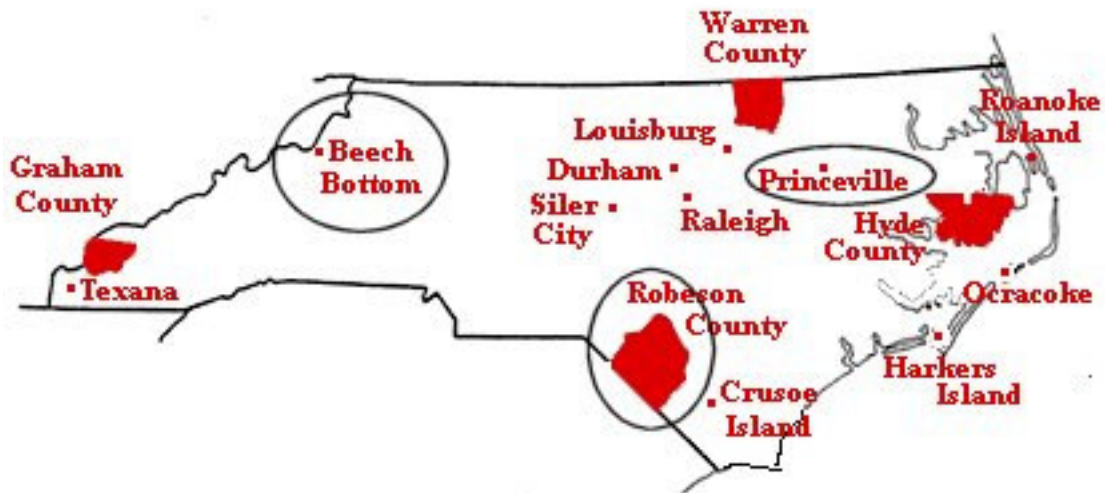 Warren
County
Roanoke
Island
Louisburg
Beech
Bottom
Graham
County
Durham
Princeville
Siler
City
Raleigh
Hyde
County
Texana
Robeson
County
Ocracoke
Harkers
Island
Crusoe
Island